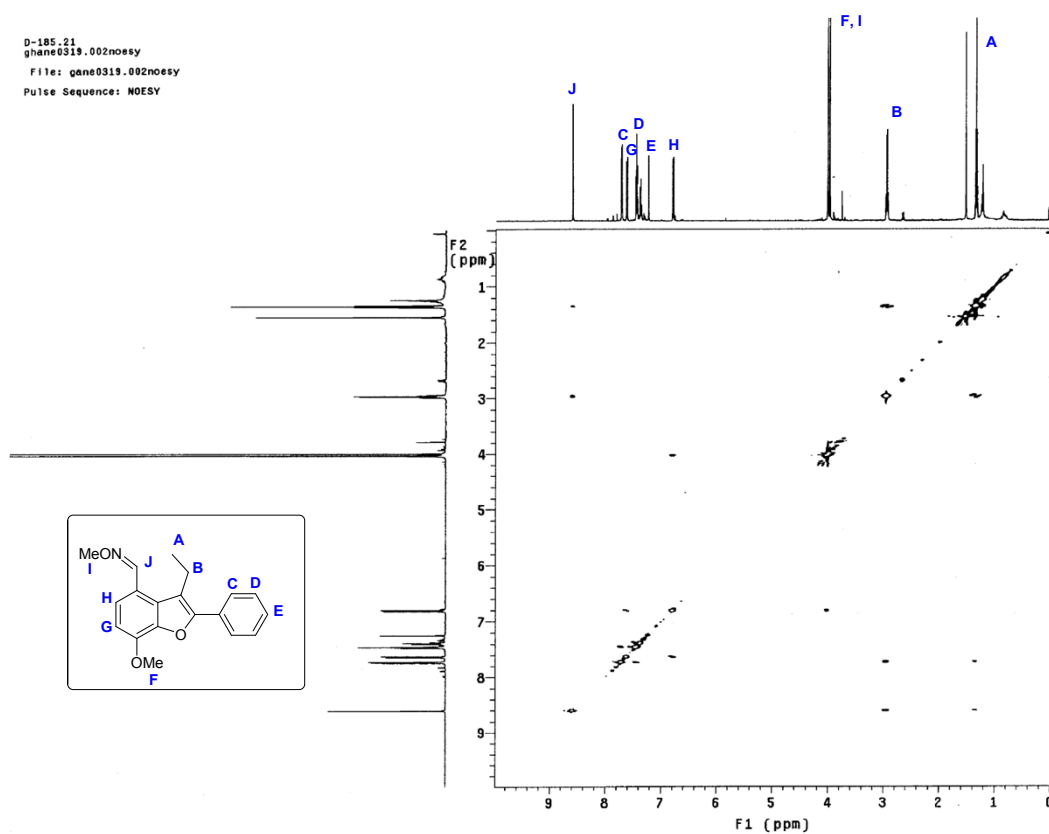 D-185.21
ghane0319.002noesy
File: gane0319.002noesy
Pulse Sequence: NOESY
F, I
A
J
B
D
C
G
E
H
F2
(ppm)
1
2
3
4
5
6
7
8
9
A
MeON
J
I
B
C
D
H
E
G
O
OMe
F
9 8 7 6 5 4 3 2 1 0
F1 (ppm)